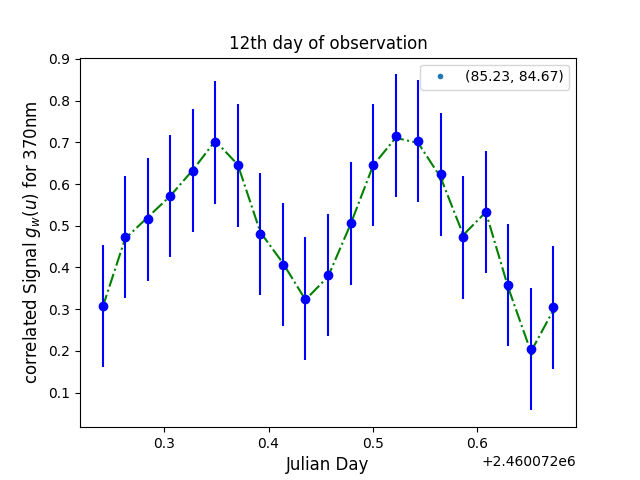 12th day of observation
correlated Signal g_w(u) for 370nm
0.9
0.8
0.7
0.6
0.5
0.4
0.3
0.2
0.1
(85.23, 84.67)
0.3 0.4 0.5 0.6
Julian Day
+2.460072e6